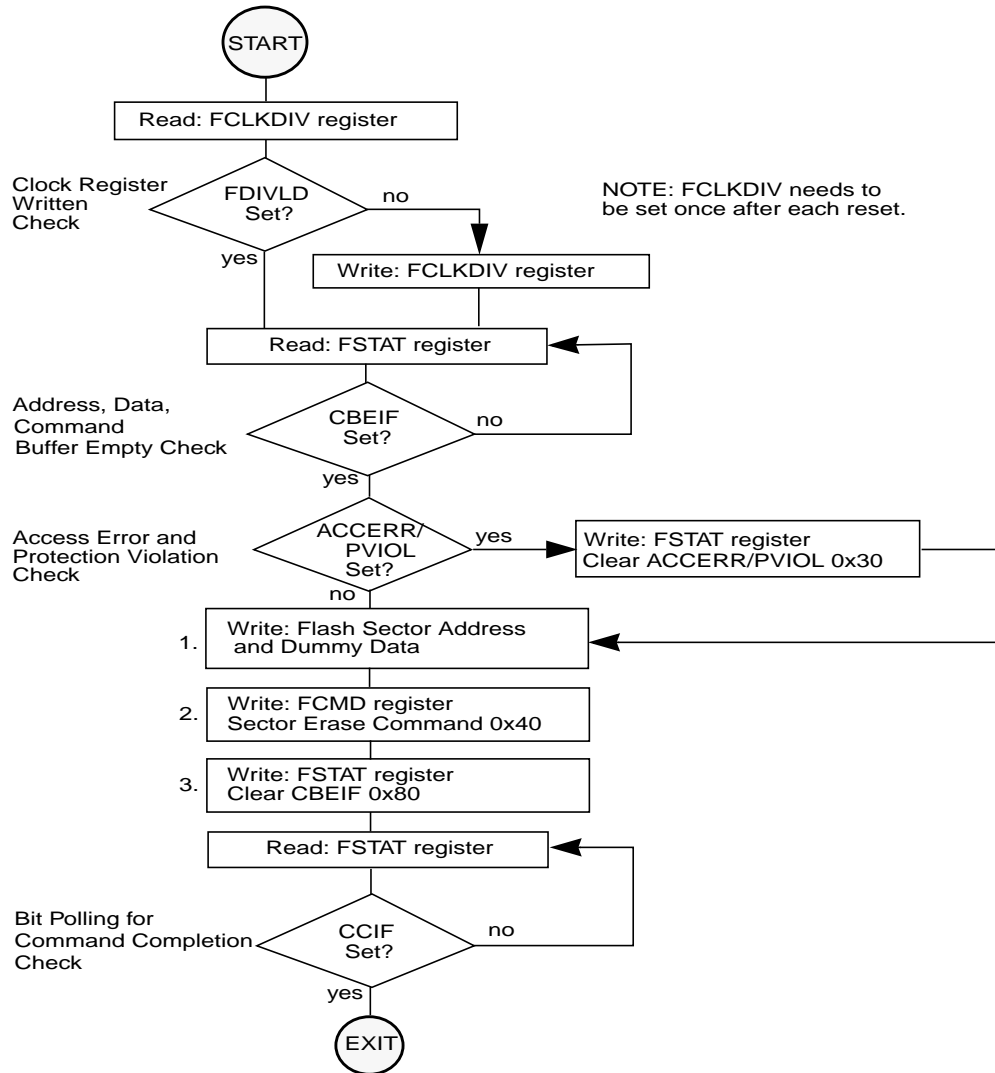 START
Read: FCLKDIV register
Clock Register
Written
Check
FDIVLD
Set?
no
yes
NOTE: FCLKDIV needs to
be set once after each reset.
Write: FCLKDIV register
Read: FSTAT register
Address, Data,
Command
Buffer Empty Check
CBEIF
Set?
no
yes
Access Error and
Protection Violation
Check
ACCERR/
PVIOL
Set?
yes
no
Write: FSTAT register
Clear ACCERR/PVIOL 0x30
1.
Write: Flash Sector Address
and Dummy Data
2.
Write: FCMD register
Sector Erase Command 0x40
3.
Write: FSTAT register
Clear CBEIF 0x80
Read: FSTAT register
Bit Polling for
Command Completion
Check
CCIF
Set?
no
yes
EXIT